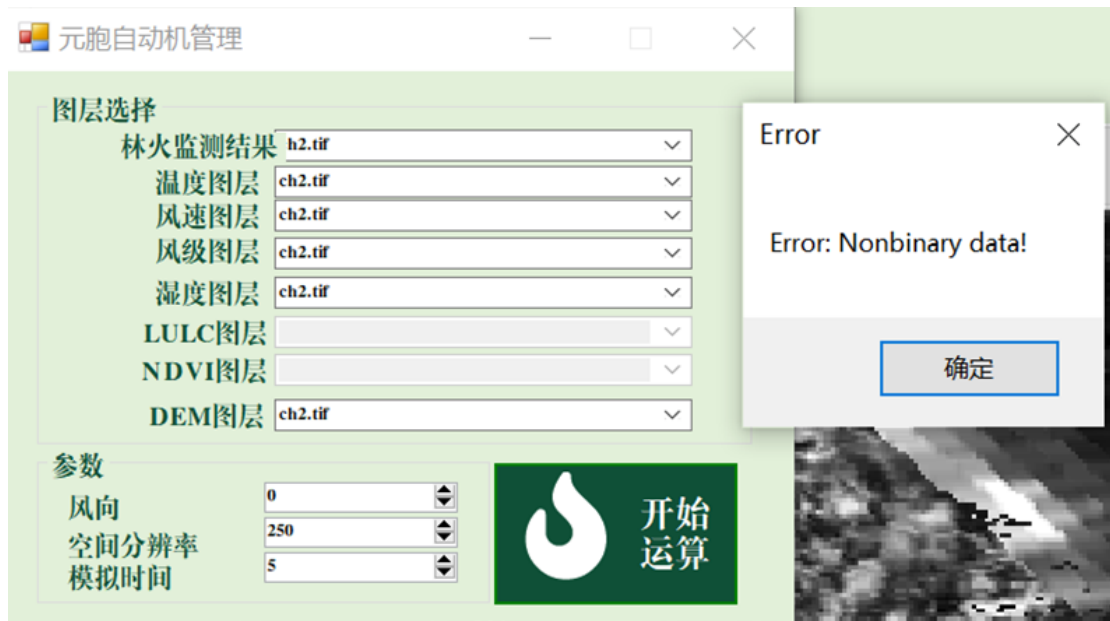 元胞自动机管理
图层选择
林火监测结果 ch2.tif
温度图层 ch2.tif
风速图层 ch2.tif
风级图层 ch2.tif
湿度图层 ch2.tif
LULC图层
NDVI图层
DEM图层 ch2.tif
参数
风向 0
空间分辨率 250
模拟时间 5
开始
运算
Error
Error: Nonbinary data!
确定